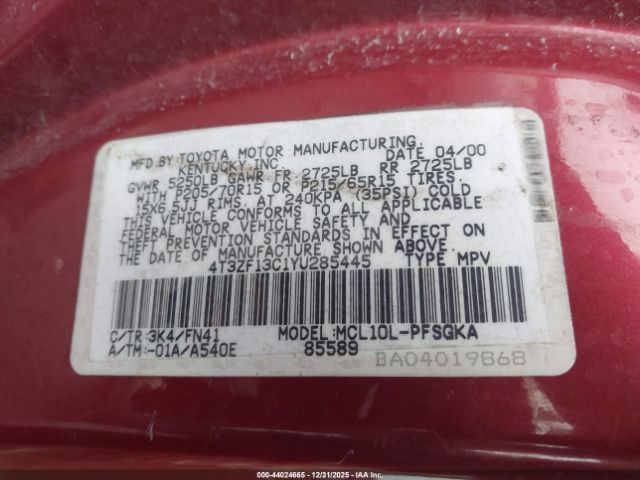 MFD.BY:TOYOTA MOTOR MANUFACTURING,
KENTUCKY,INC. DATE 04/00
GVWR 5250LB GAWR FR 2725LB RR 2725LB
WITH P205/70R15 OR P215/65R15 TIRES.
15X6.5JJ RIMS, AT 240KPA (35PSI) COLD
THIS VEHICLE CONFORMS TO ALL APPLICABLE
FEDERAL MOTOR VEHICLE SAFETY AND
THEFT PREVENTION STANDARDS IN EFFECT ON
THE DATE OF MANUFACTURE SHOWN ABOVE.
4T3ZF13C1YU285445 TYPE MPV
C/TR:3K4/FN41 MODEL:MCL10L-PFSGKA
A/TM:-01A/A540E 85589
BA04019868
IAA 44024665 - 12/31/2025 - IAAI.com